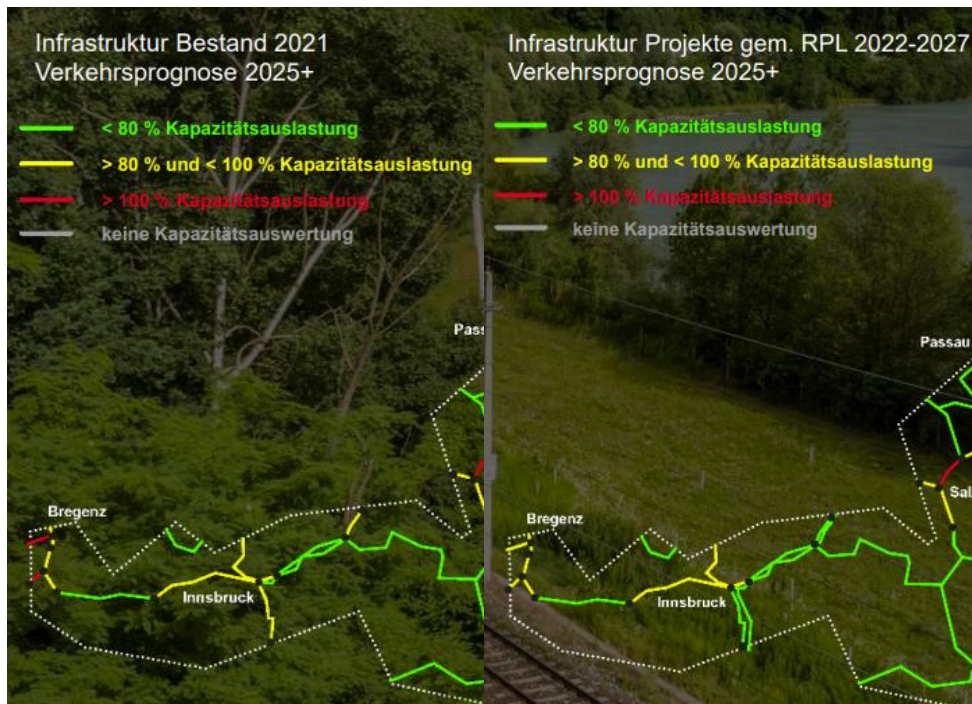 Infrastruktur Bestand 2021
Verkehrsprognose 2025+
< 80 % Kapazitätsauslastung
> 80 % und < 100 % Kapazitätsauslastung
> 100 % Kapazitätsauslastung
keine Kapazitätsauswertung
Pass
Bregenz
Innsbruck
Infrastruktur Projekte gem. RPL 2022-2027
Verkehrsprognose 2025+
< 80 % Kapazitätsauslastung
> 80 % und < 100 % Kapazitätsauslastung
> 100 % Kapazitätsauslastung
keine Kapazitätsauswertung
Passau
Sal
Bregenz
Innsbruck